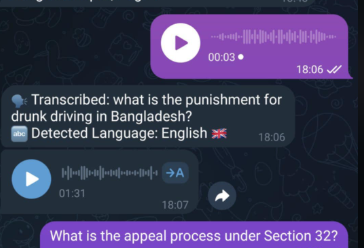 00:03
18:06
Transcribed: what is the punishment for
drunk driving in Bangladesh?
abc Detected Language: English
18:06
→A
01:31
18:07
What is the appeal process under Section 32?